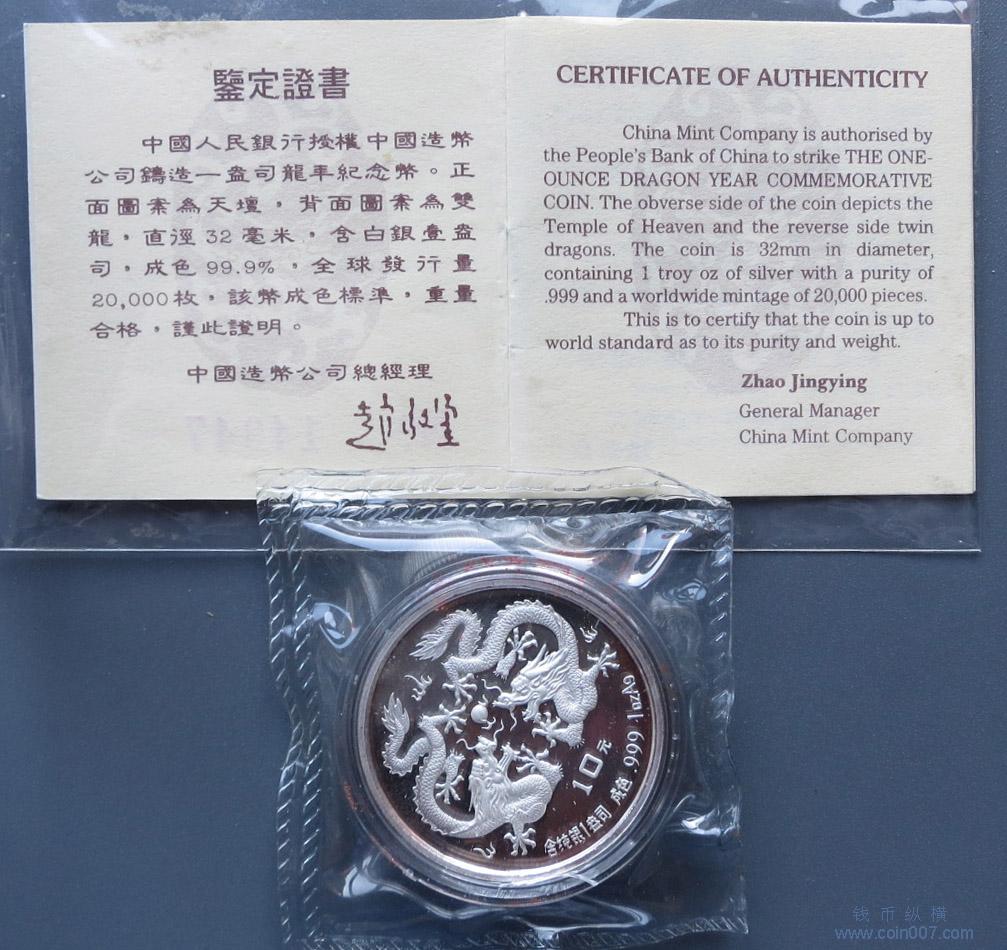 鑒定證書
中國人民銀行授權中國造幣
公司鑄造一盎司龍年紀念幣。正
面圖案為天壇，背面圖案為雙
龍，直徑32毫米，含白銀壹盎
司，成色99.9%，全球發行量
20,000枚，該幣成色標準，重量
合格，謹此證明。
中國造幣公司總經理
CERTIFICATE OF AUTHENTICITY
China Mint Company is authorised by
the People's Bank of China to strike THE ONE-
OUNCE DRAGON YEAR COMMEMORATIVE
COIN. The obverse side of the coin depicts the
Temple of Heaven and the reverse side twin
dragons. The coin is 32mm in diameter,
containing 1 troy oz of silver with a purity of
.999 and a worldwide mintage of 20,000 pieces.
This is to certify that the coin is up to
world standard as to its purity and weight.
Zhao Jingying
General Manager
China Mint Company
10元
含纯银1盎司 成色 .999 1 oz Ag
钱币纵横
www.coin007.com